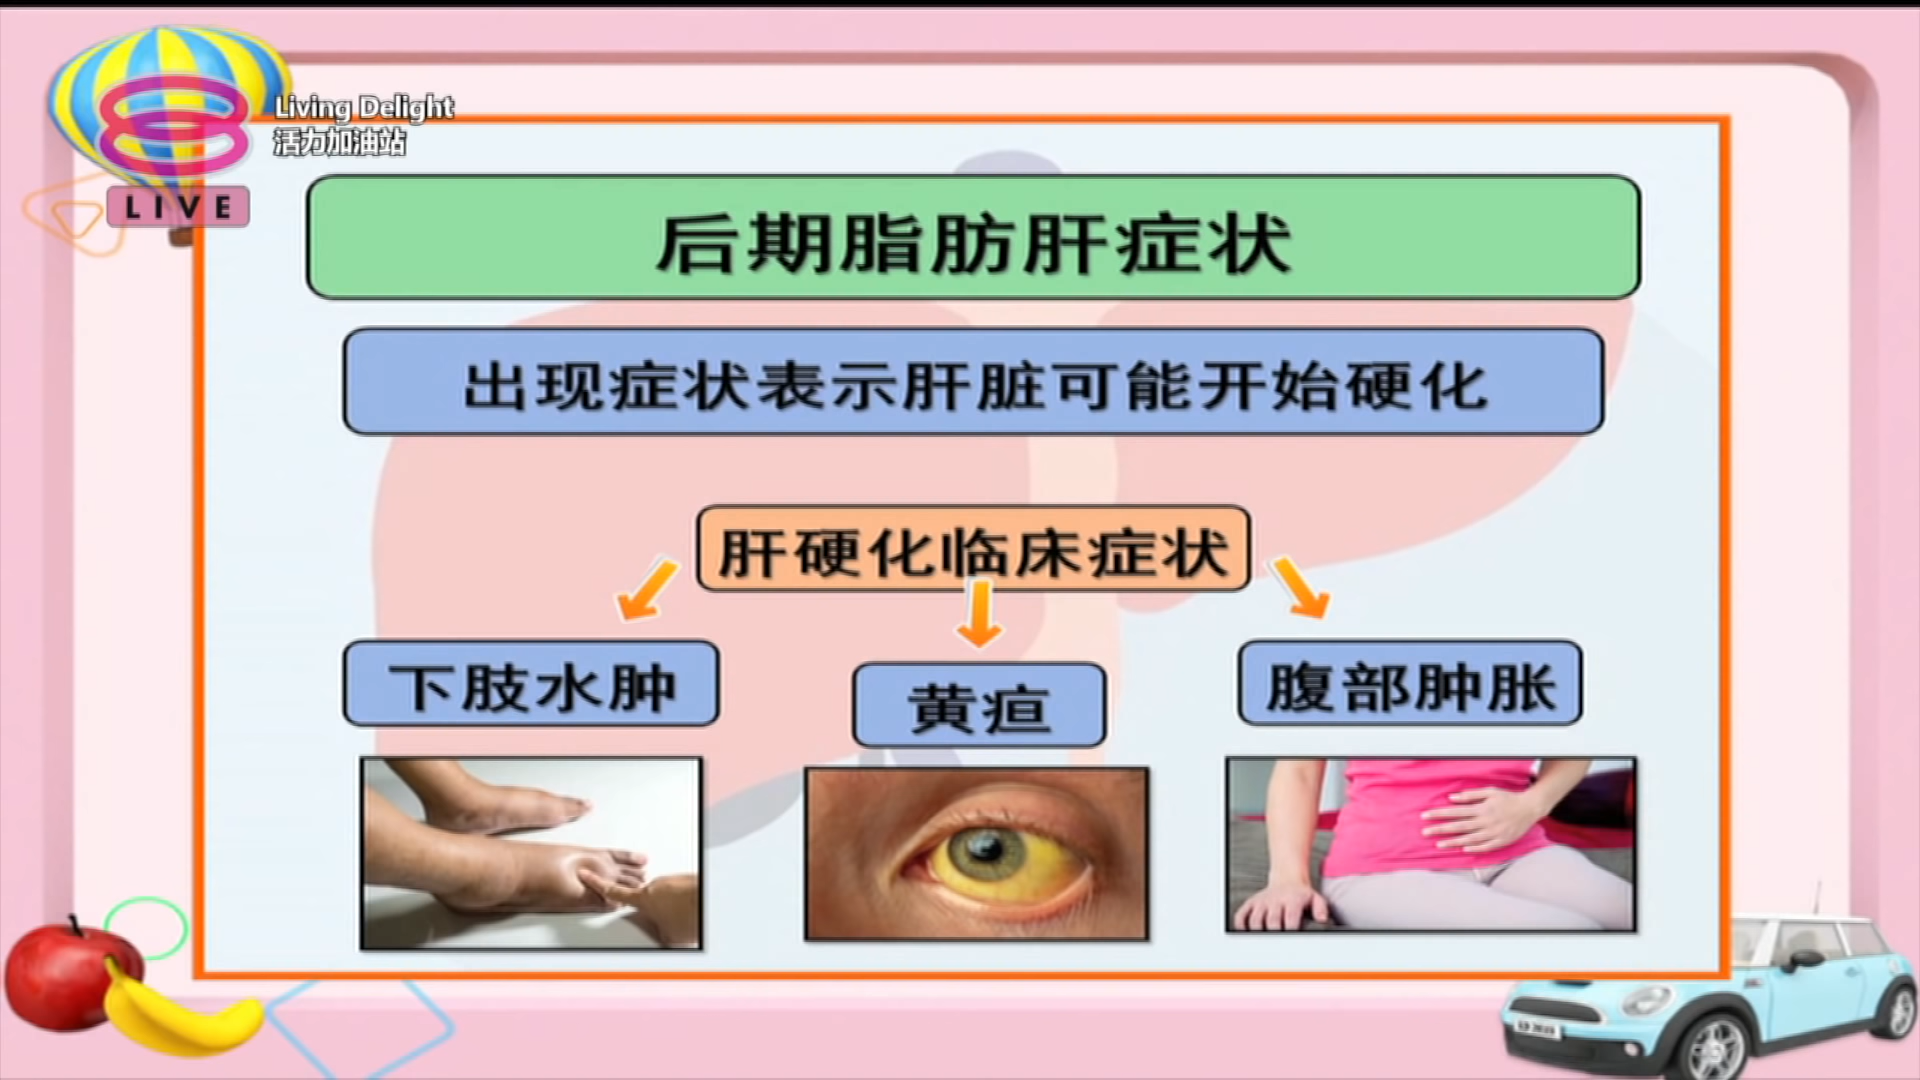 Living Delight
活力加油站
LIVE
后期脂肪肝症状
出现症状表示肝脏可能开始硬化
肝硬化临床症状
下肢水肿
黄疸
腹部肿胀